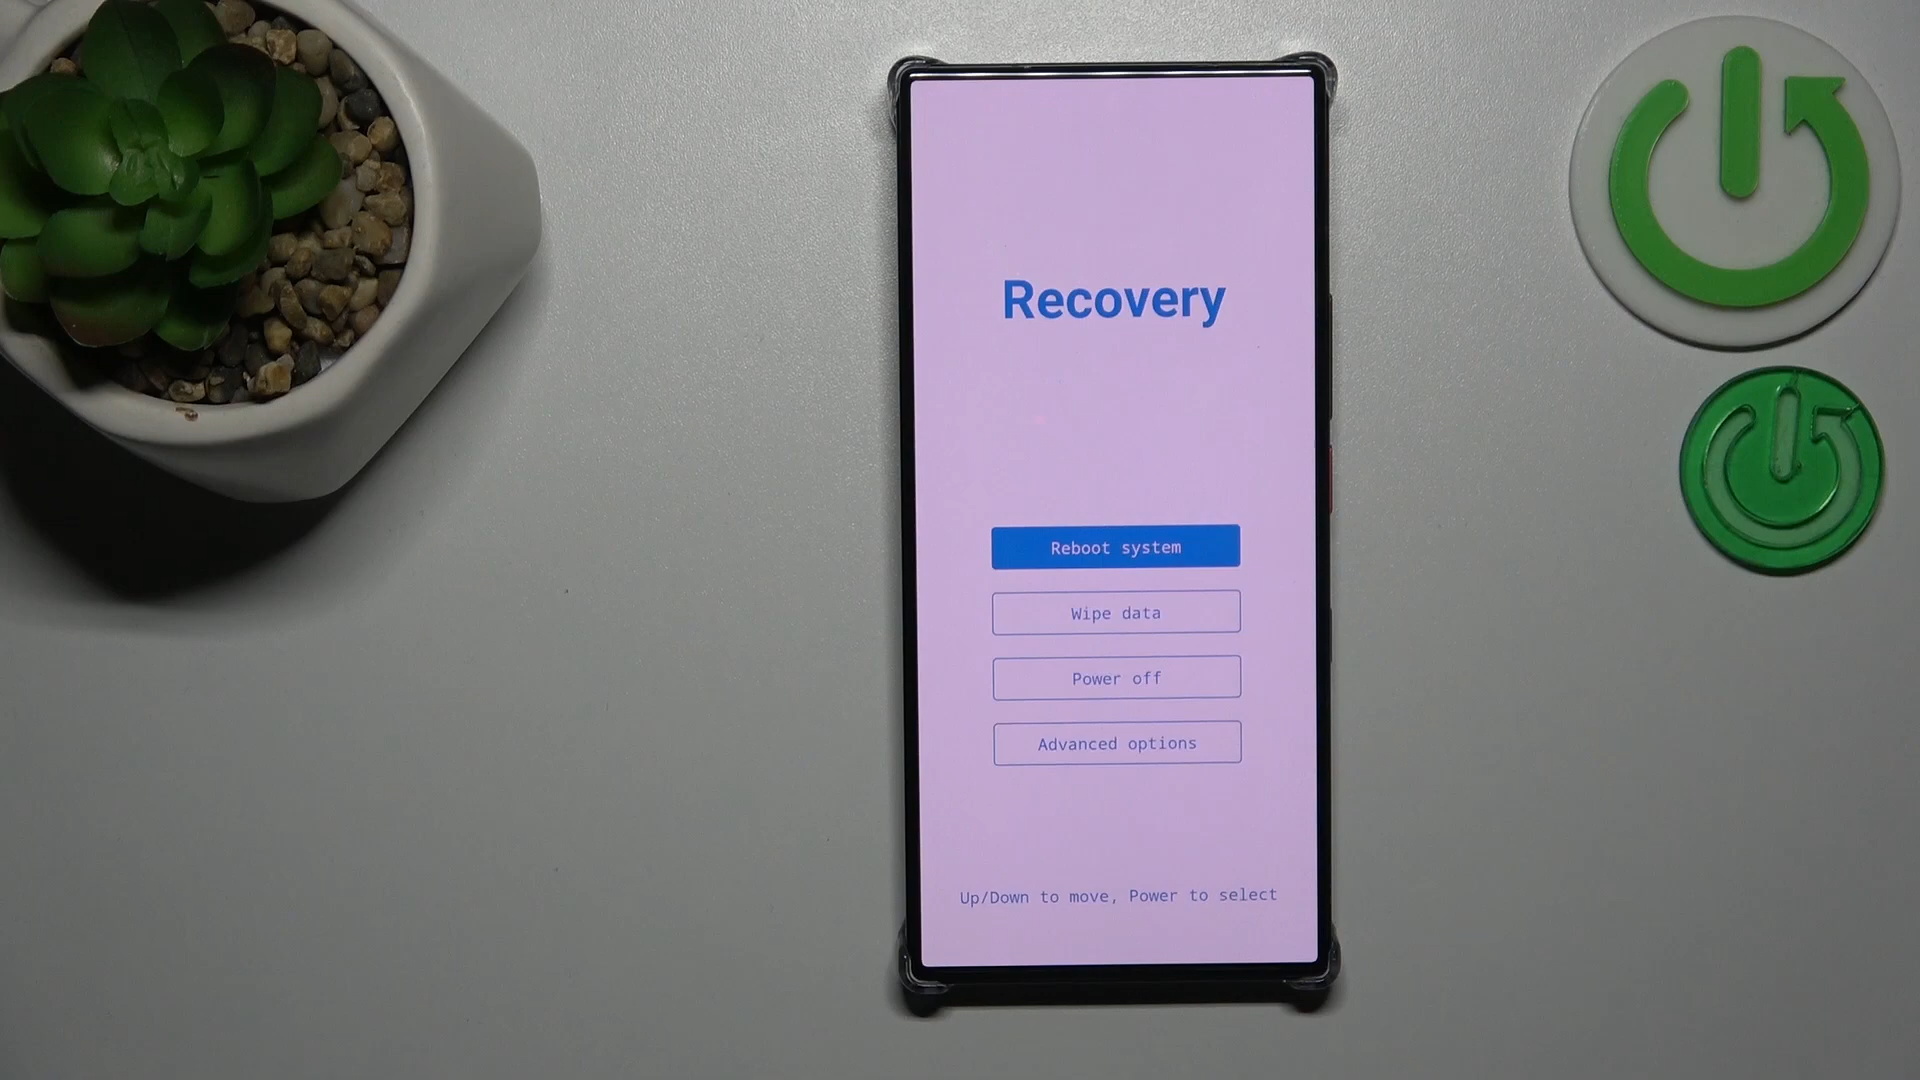 Recovery
Reboot system
Wipe data
Power off
Advanced options
Up/Down to move, Power to select